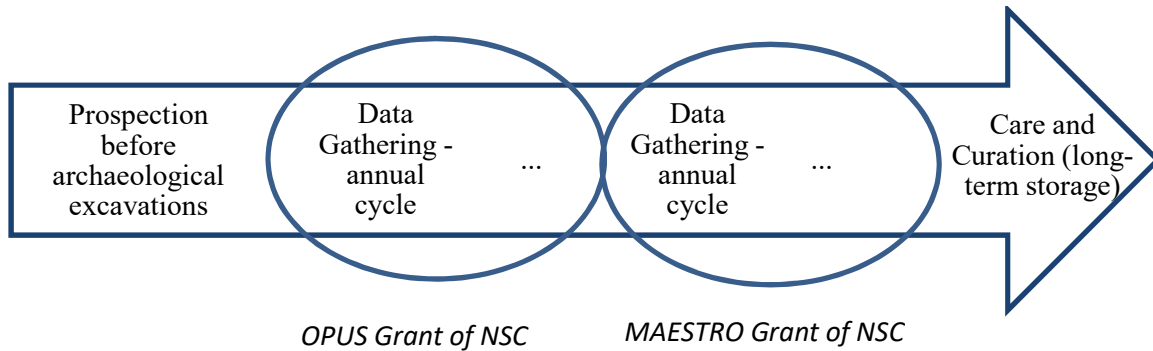 Prospection
before
archaeological
excavations
Data
Gathering -
annual
cycle
...
Data
Gathering -
annual
cycle
...
Care and
Curation (long-
term storage)
OPUS Grant of NSC
MAESTRO Grant of NSC